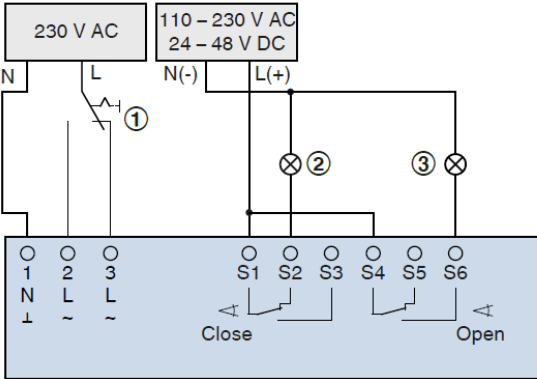 230 V AC
110 – 230 V AC
24 – 48 V DC
N L
N(-) L(+)
①
② ③
1 2 3 S1 S2 S3 S4 S5 S6
N L L
⊥ ~ ~
Close Open